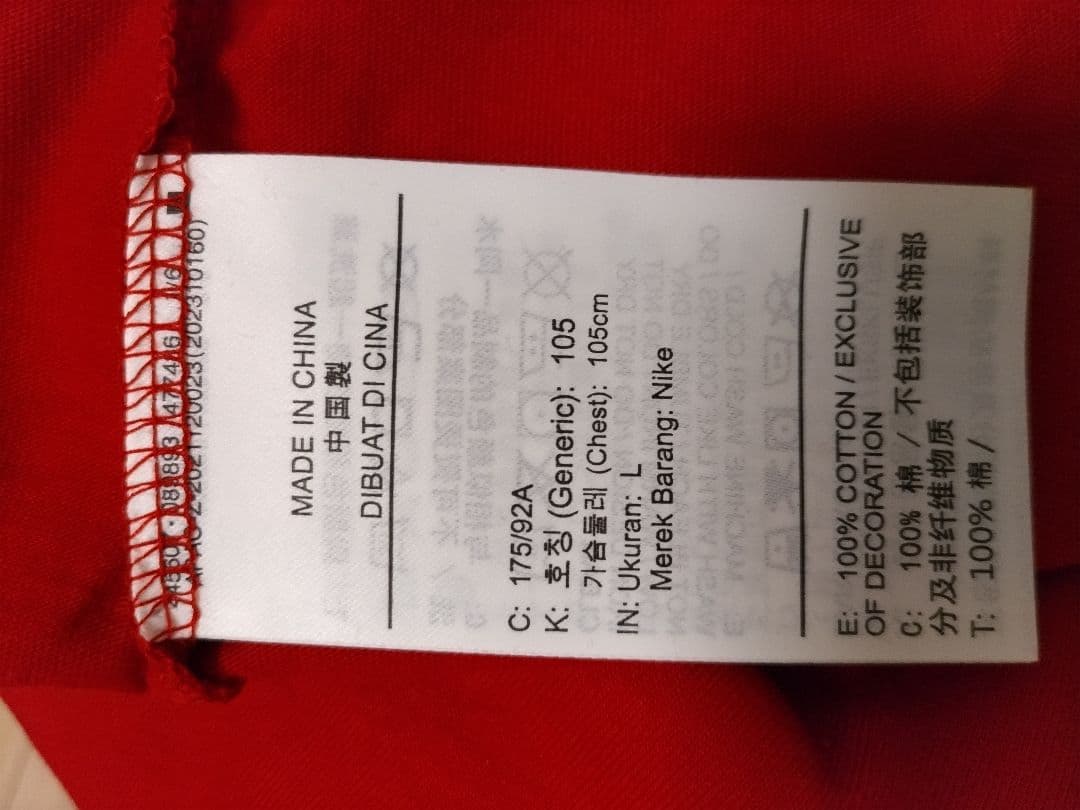 MADE IN CHINA
中国製
DIBUAT DI CINA
C: 175/92A
K: 호칭 (Generic): 105
가슴둘레 (Chest): 105cm
IN: Ukuran: L
Merek Barang: Nike
E: 100% COTTON / EXCLUSIVE
OF DECORATION
C: 100% 棉 / 不包括装饰部
分及非纤维物质
T: 100% 棉 /